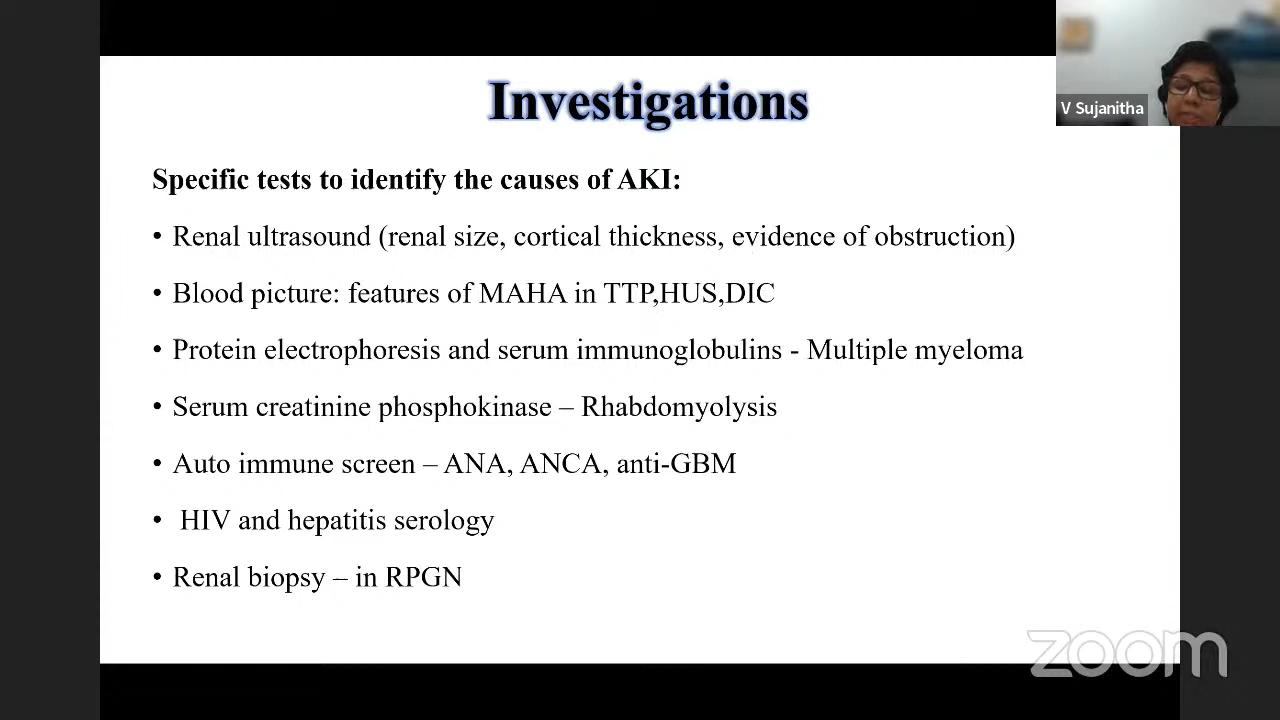 Investigations
V Sujanitha
Specific tests to identify the causes of AKI:
• Renal ultrasound (renal size, cortical thickness, evidence of obstruction)
• Blood picture: features of MAHA in TTP,HUS,DIC
• Protein electrophoresis and serum immunoglobulins - Multiple myeloma
• Serum creatinine phosphokinase – Rhabdomyolysis
• Auto immune screen – ANA, ANCA, anti-GBM
• HIV and hepatitis serology
• Renal biopsy – in RPGN
zoom